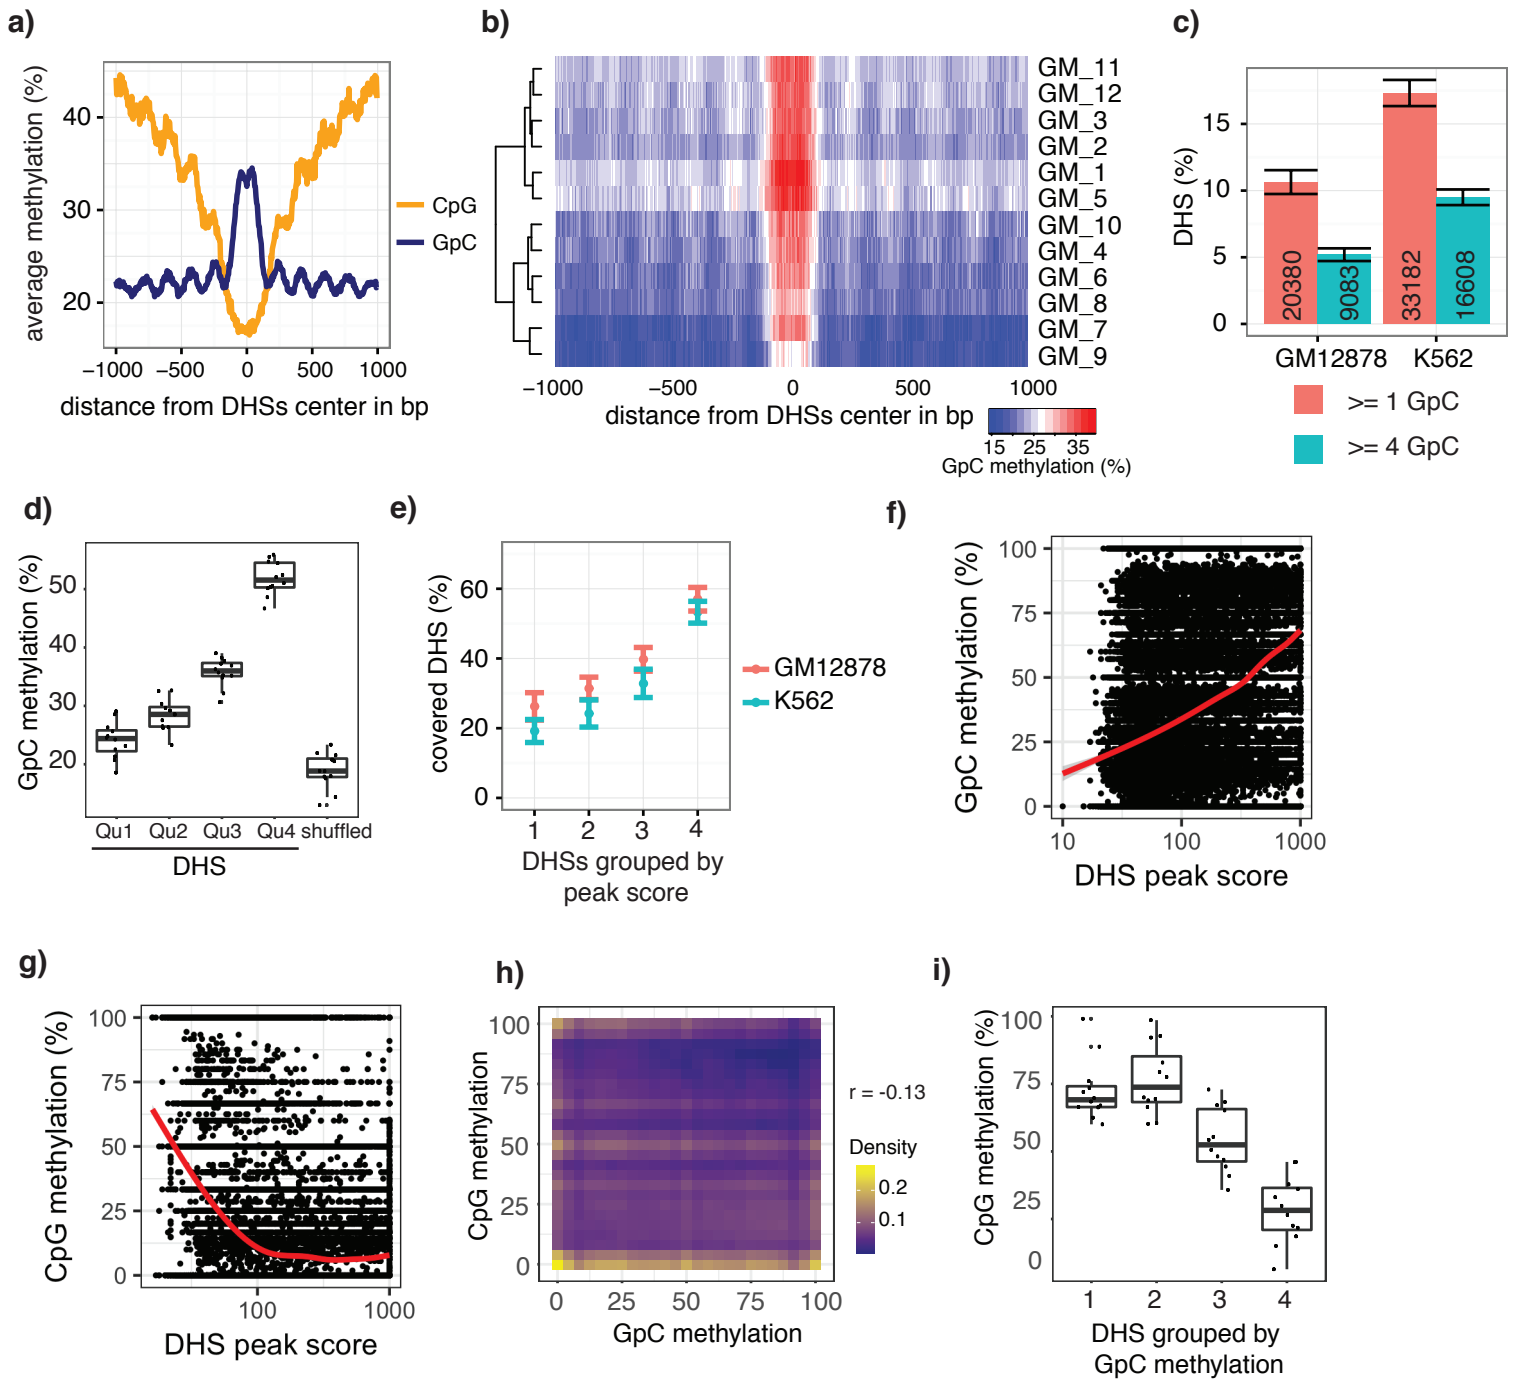 a)
average methylation (%)
40
30
20
−1000
−500
0
500
1000
distance from DHSs center in bp
CpG
GpC
b)
GM_11
GM_12
GM_3
GM_2
GM_1
GM_5
GM_10
GM_4
GM_6
GM_8
GM_7
GM_9
−1000
−500
0
500
1000
distance from DHSs center in bp
15
25
35
GpC methylation (%)
c)
DHS (%)
15
10
5
0
20380
9083
33182
16608
GM12878
K562
>= 1 GpC
>= 4 GpC
d)
GpC methylation (%)
50
40
30
20
Qu1
Qu2
Qu3
Qu4
shuffled
DHS
e)
covered DHS (%)
60
40
20
0
1
2
3
4
DHSs grouped by
peak score
GM12878
K562
f)
GpC methylation (%)
100
75
50
25
0
10
100
1000
DHS peak score
g)
CpG methylation (%)
100
75
50
25
0
100
1000
DHS peak score
h)
CpG methylation
100
75
50
25
0
0
25
50
75
100
GpC methylation
r = -0.13
Density
0.2
0.1
i)
CpG methylation (%)
100
75
50
25
0
1
2
3
4
DHS grouped by
GpC methylation